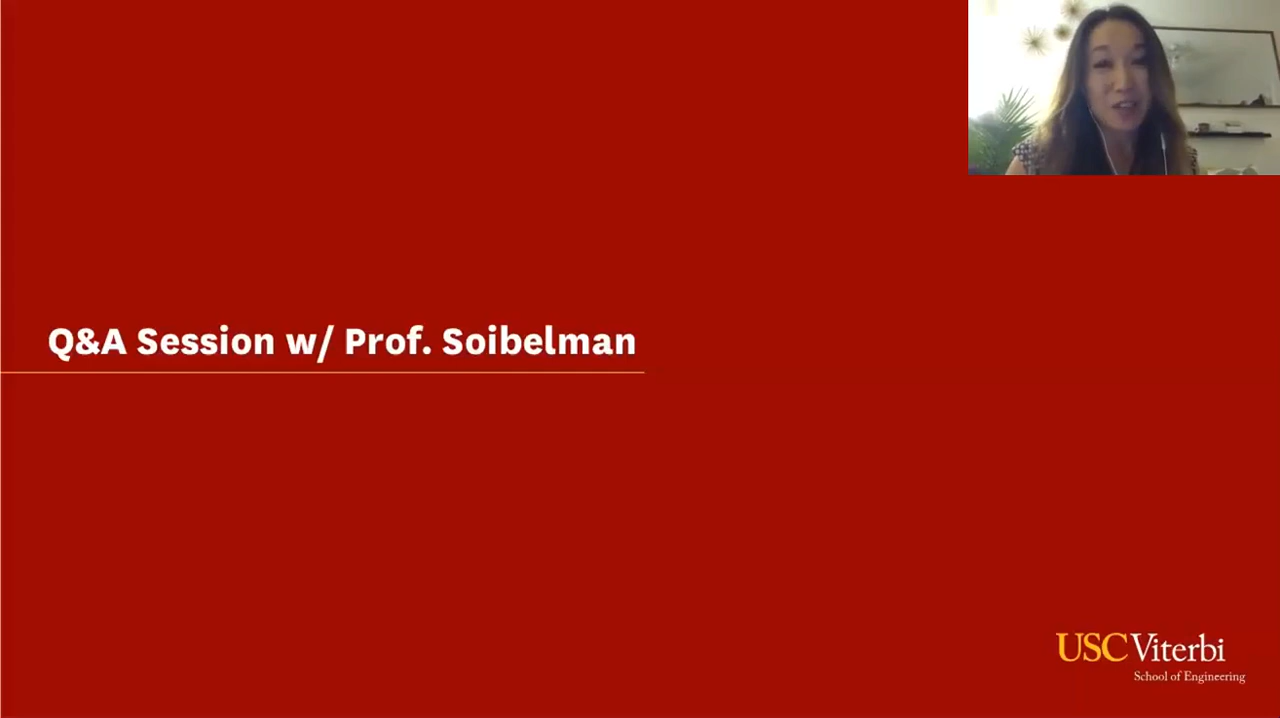 Q&A Session w/ Prof. Soibelman
USC Viterbi
School of Engineering